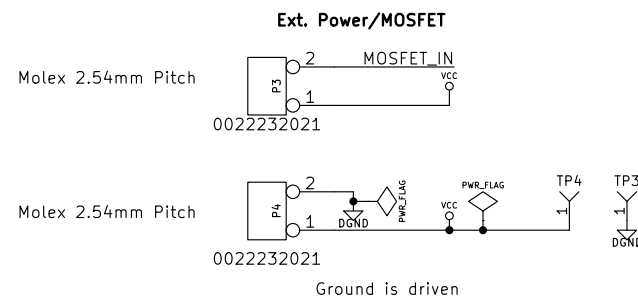 Ext. Power/MOSFET
2 MOSFET_IN
Molex 2.54mm Pitch
P3
VCC
1
0022232021
TP4 TP3
2
PWR_FLAG
PWR_FLAG
Molex 2.54mm Pitch
P4
DGND
VCC
1
1
1
DGND
0022232021
Ground is driven